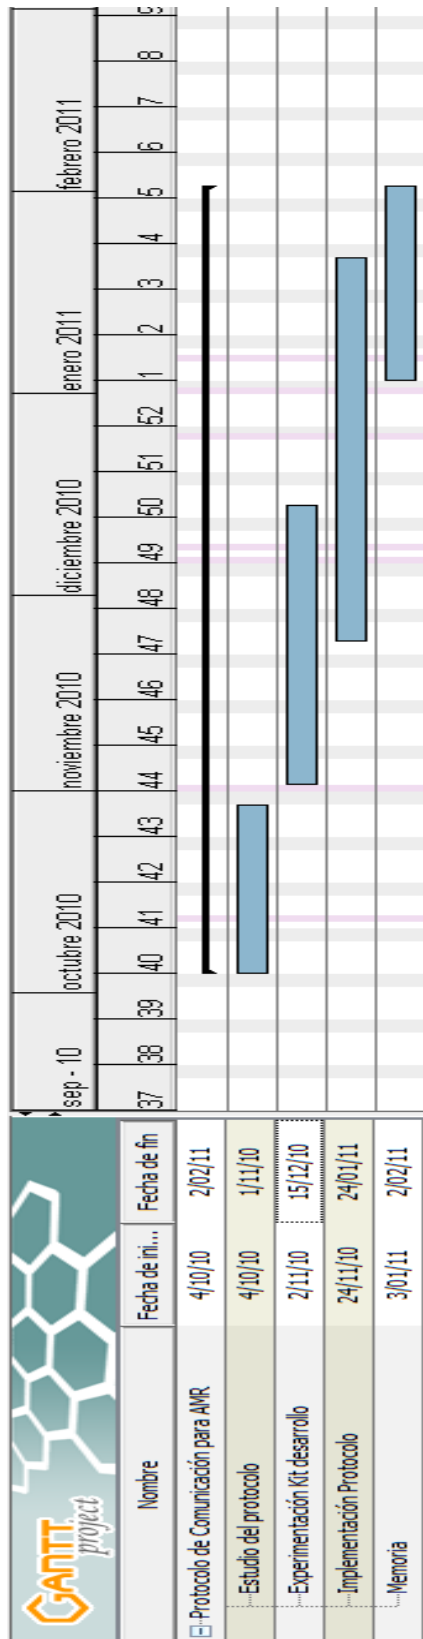 GANTT
project
Nombre Fecha de ini... Fecha de fin
Protocolo de Comunicación para AMR 4/10/10 2/02/11
Estudio del protocolo 4/10/10 1/11/10
Experimentación Kit desarrollo 2/11/10 15/12/10
Implementación Protocolo 24/11/10 24/01/11
Memoria 3/01/11 2/02/11
sep - 10 octubre 2010 noviembre 2010 diciembre 2010 enero 2011 febrero 2011
37 38 39 40 41 42 43 44 45 46 47 48 49 50 51 52 1 2 3 4 5 6 7 8